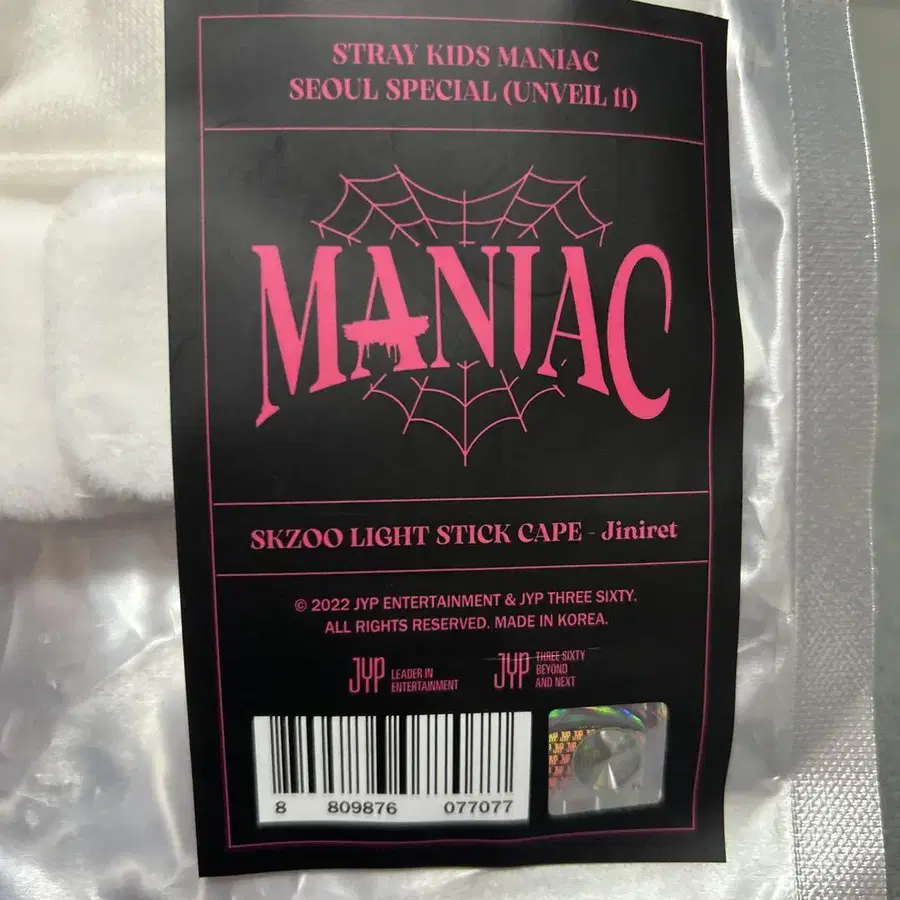 STRAY KIDS MANIAC
SEOUL SPECIAL (UNVEIL 11)
MANIAC
SKZOO LIGHT STICK CAPE - Jiniret
© 2022 JYP ENTERTAINMENT & JYP THREE SIXTY.
ALL RIGHTS RESERVED. MADE IN KOREA.
JYP LEADER IN
ENTERTAINMENT
JYP THREE SIXTY
BEYOND
AND NEXT
8 809876 077077